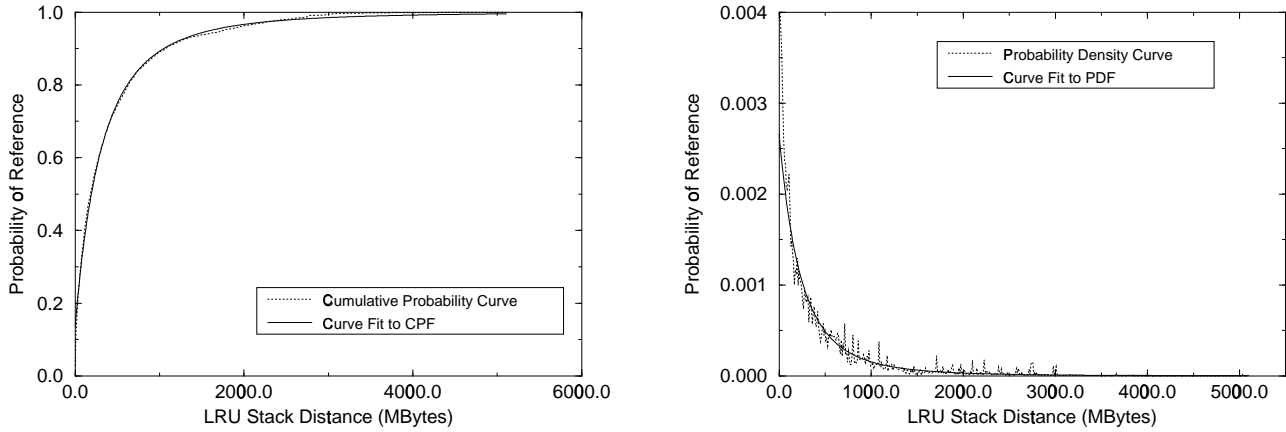 1.0
0.8
0.6
0.4
0.2
0.0
Probability of Reference
Cumulative Probability Curve
Curve Fit to CPF
0.0 2000.0 4000.0 6000.0
LRU Stack Distance (MBytes)
0.004
0.003
0.002
0.001
0.000
Probability of Reference
Probability Density Curve
Curve Fit to PDF
0.0 1000.0 2000.0 3000.0 4000.0 5000.0
LRU Stack Distance (MBytes)